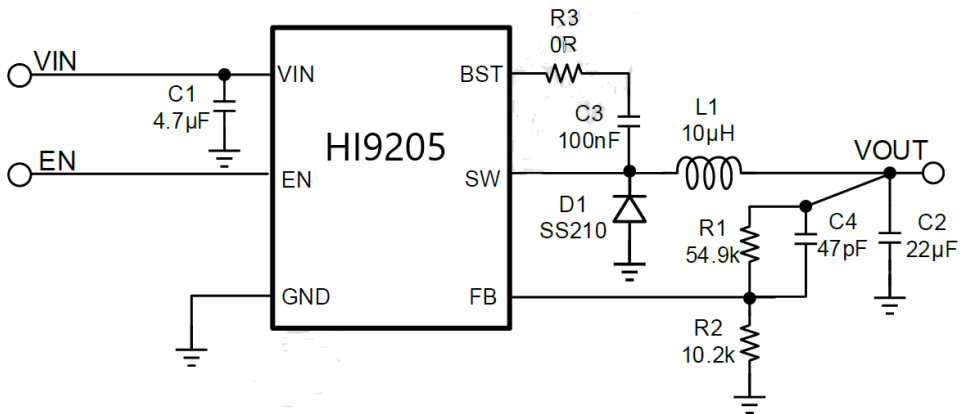 R3
0R
VIN
VIN
BST
C1
4.7µF
C3
100nF
L1
10µH
HI9205
VOUT
EN
EN
SW
D1
SS210
R1
54.9k
C4
47pF
C2
22µF
GND
FB
R2
10.2k